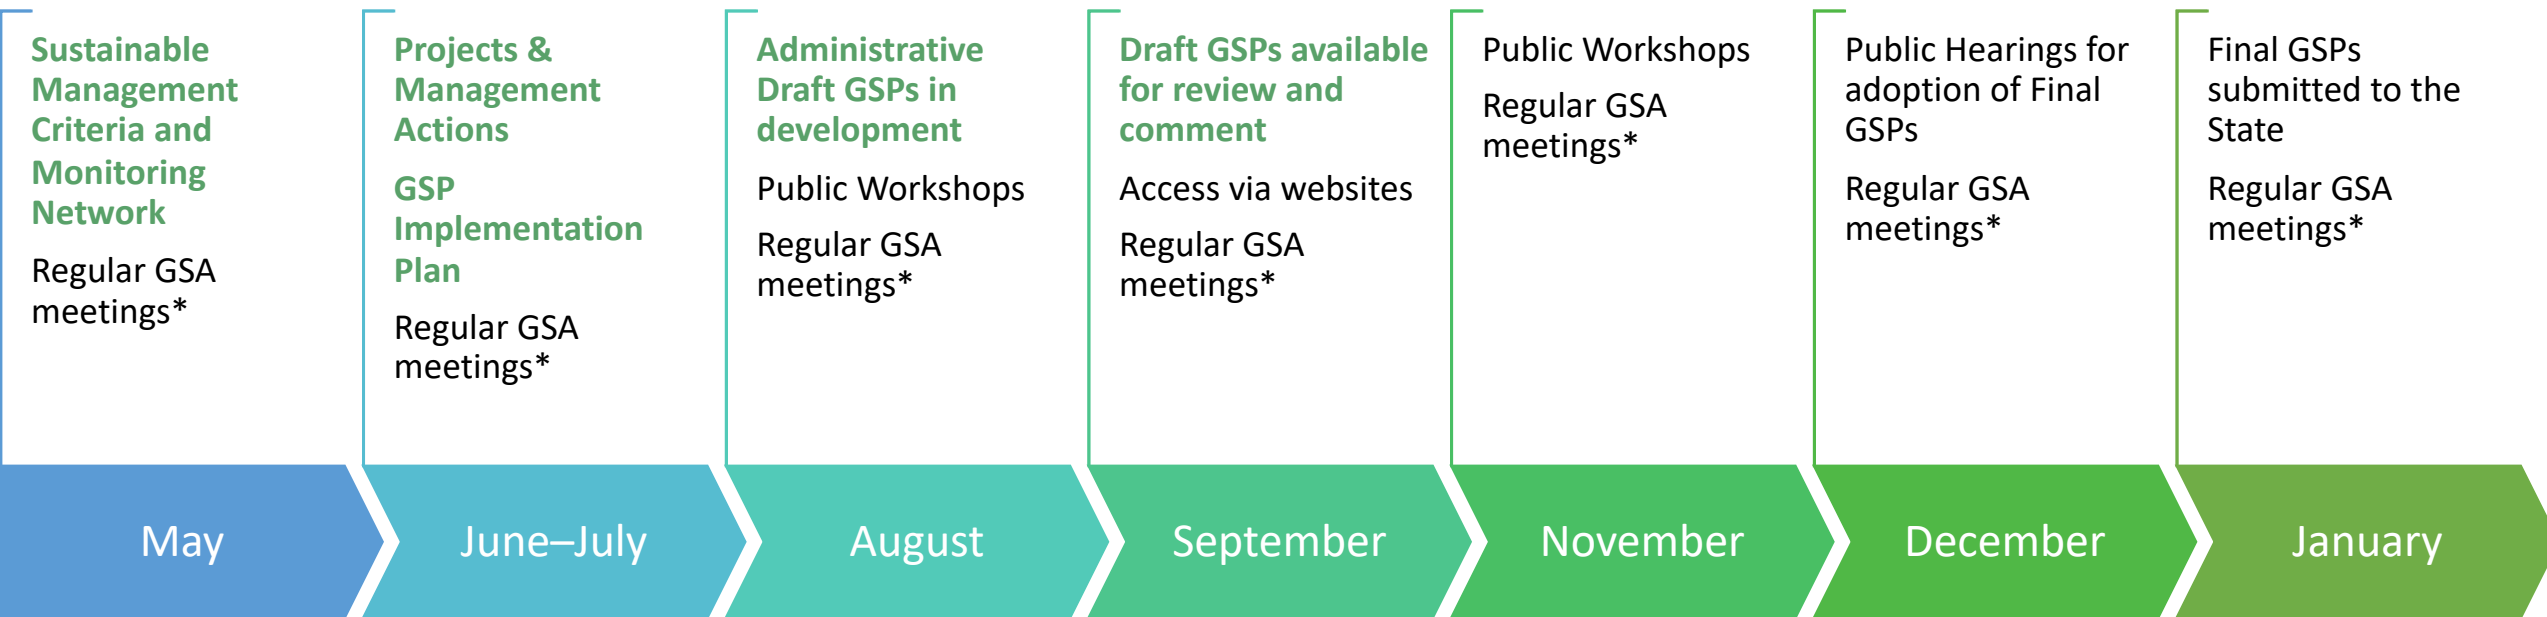 Sustainable
Management
Criteria and
Monitoring
Network
Regular GSA
meetings*
May
Projects &
Management
Actions
GSP
Implementation
Plan
Regular GSA
meetings*
June–July
Administrative
Draft GSPs in
development
Public Workshops
Regular GSA
meetings*
August
Draft GSPs available
for review and
comment
Access via websites
Regular GSA
meetings*
September
Public Workshops
Regular GSA
meetings*
November
Public Hearings for
adoption of Final
GSPs
Regular GSA
meetings*
December
Final GSPs
submitted to the
State
Regular GSA
meetings*
January